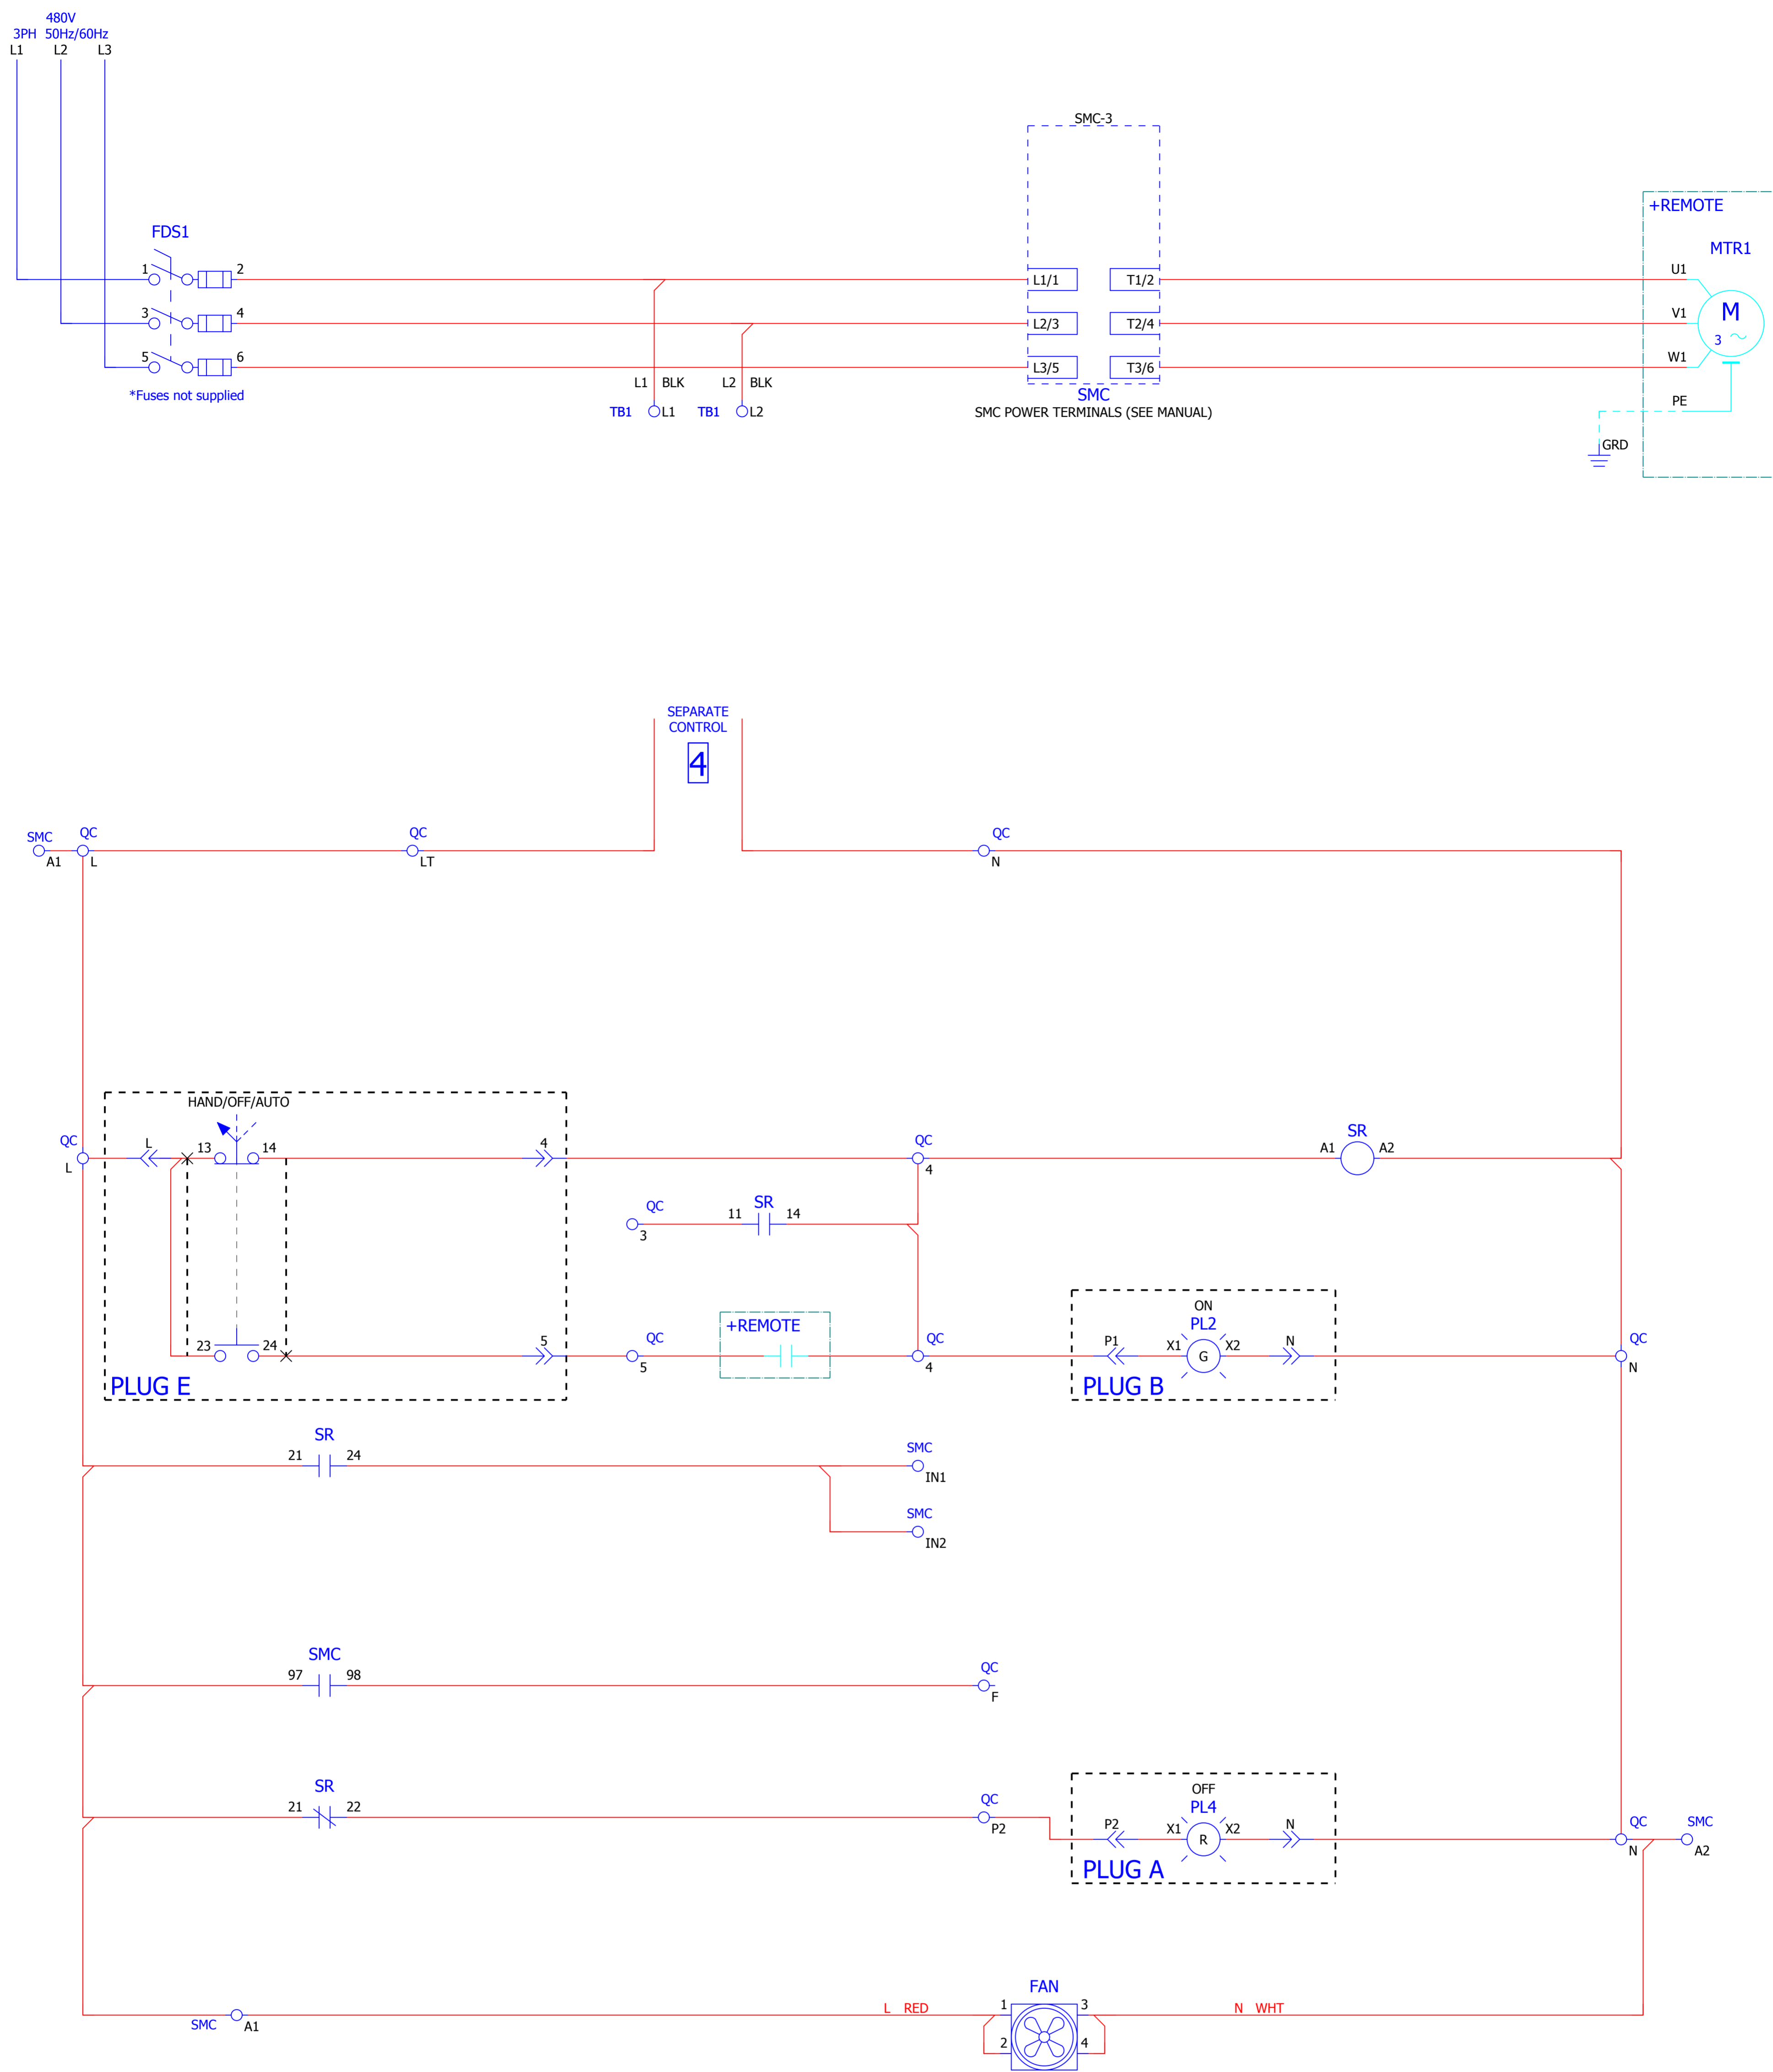 480V
3PH 50Hz/60Hz
L1 L2 L3
SMC-3
+REMOTE
MTR1
FDS1
1 2 L1/1 T1/2 U1
3 4 L2/3 T2/4 V1
M
3
5 6 L3/5 T3/6 W1
*Fuses not supplied
L1 BLK L2 BLK
SMC
TB1 L1 TB1 L2
SMC POWER TERMINALS (SEE MANUAL)
PE
GRD
SEPARATE
CONTROL
4
SMC QC QC QC
A1 L LT N
HAND/OFF/AUTO
QC L 13 14 4 QC SR
A1 A2
L 4
QC SR
11 14
3
ON
+REMOTE PL2
23 24 5 QC QC P1 X1 G X2 N QC
5 4 N
PLUG E PLUG B
SR SMC
21 24
IN1
SMC
IN2
SMC QC
97 98
F
OFF
SR QC PL4
21 22
P2
P2 X1 R X2 N QC SMC
N A2
PLUG A
FAN
L RED 1 3 N WHT
SMC A1
2 4